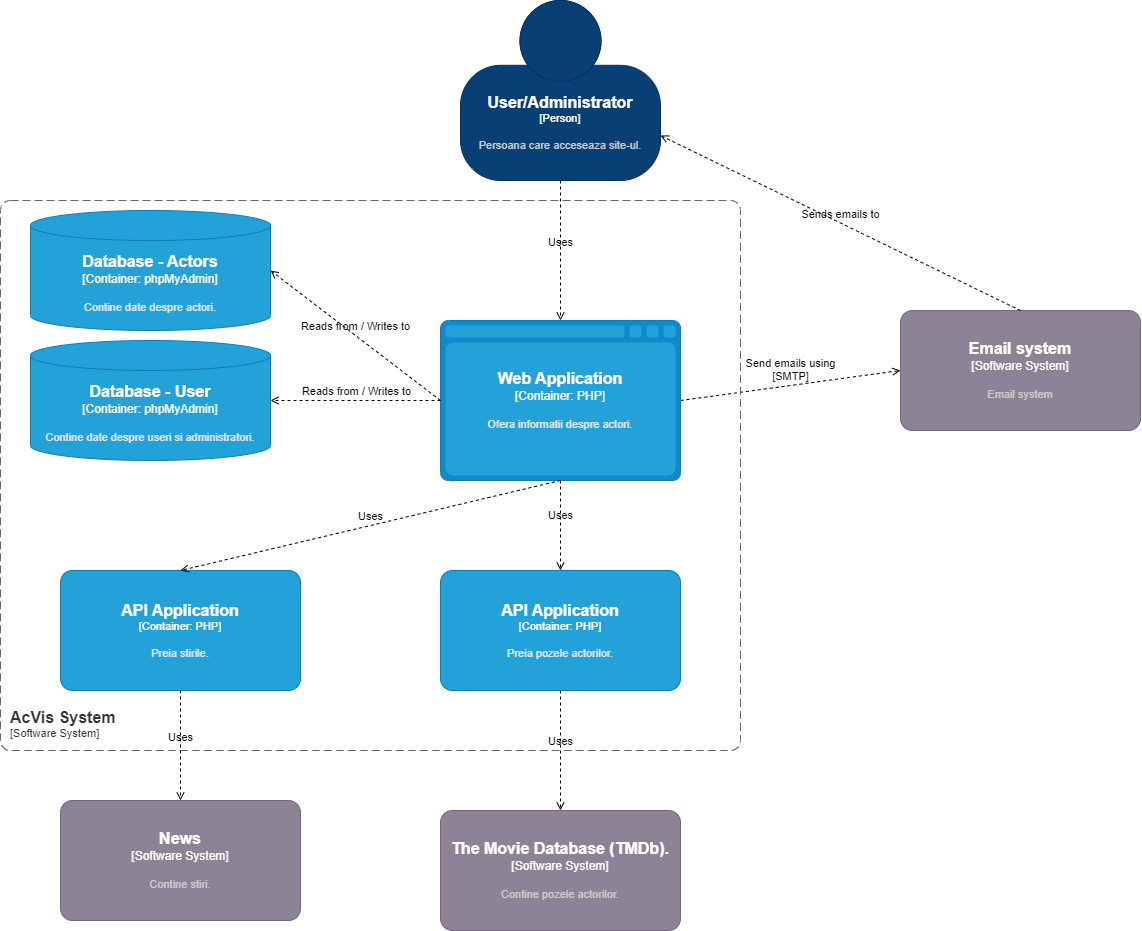 User/Administrator
[Person]
Persoana care acceseaza site-ul.
Sends emails to
Uses
Database - Actors
[Container: phpMyAdmin]
Contine date despre actori.
Reads from / Writes to
Database - User
[Container: phpMyAdmin]
Contine date despre useri si administratori.
Reads from / Writes to
Web Application
[Container: PHP]
Ofera informatii despre actori.
Send emails using
[SMTP]
Email system
[Software System]
Email system
Uses
Uses
API Application
[Container: PHP]
Preia stirile.
API Application
[Container: PHP]
Preia pozele actorilor.
AcVis System
[Software System]
Uses
Uses
News
[Software System]
Contine stiri.
The Movie Database (TMDb).
[Software System]
Contine pozele actorilor.